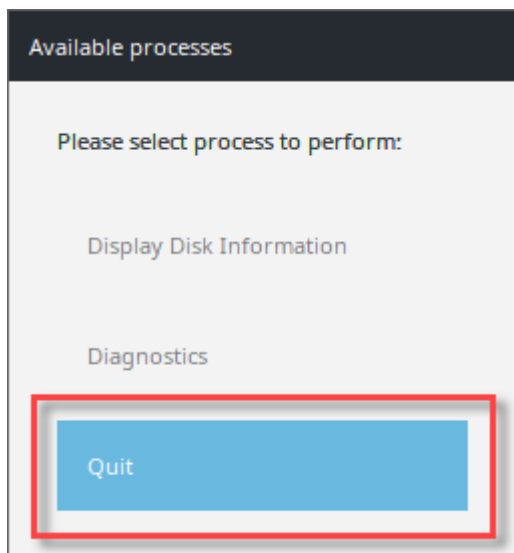 Available processes
Please select process to perform:
Display Disk Information
Diagnostics
Quit